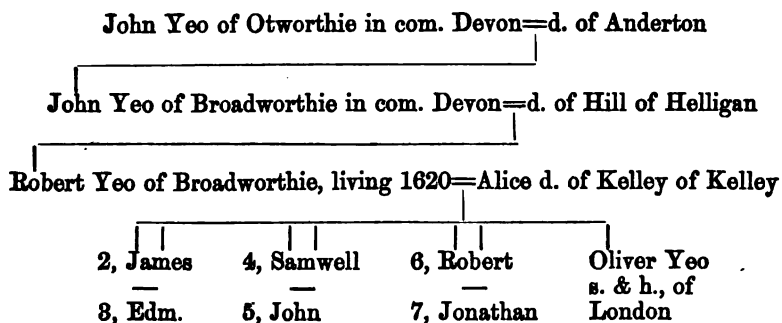 John Yeo of Otworthie in com. Devon=d. of Anderton
John Yeo of Broadworthie in com. Devon=d. of Hill of Helligan
Robert Yeo of Broadworthie, living 1620=Alice d. of Kelley of Kelley
2, James 4, Samwell 6, Robert Oliver Yeo
s. & h., of
3, Edm. 5, John 7, Jonathan London